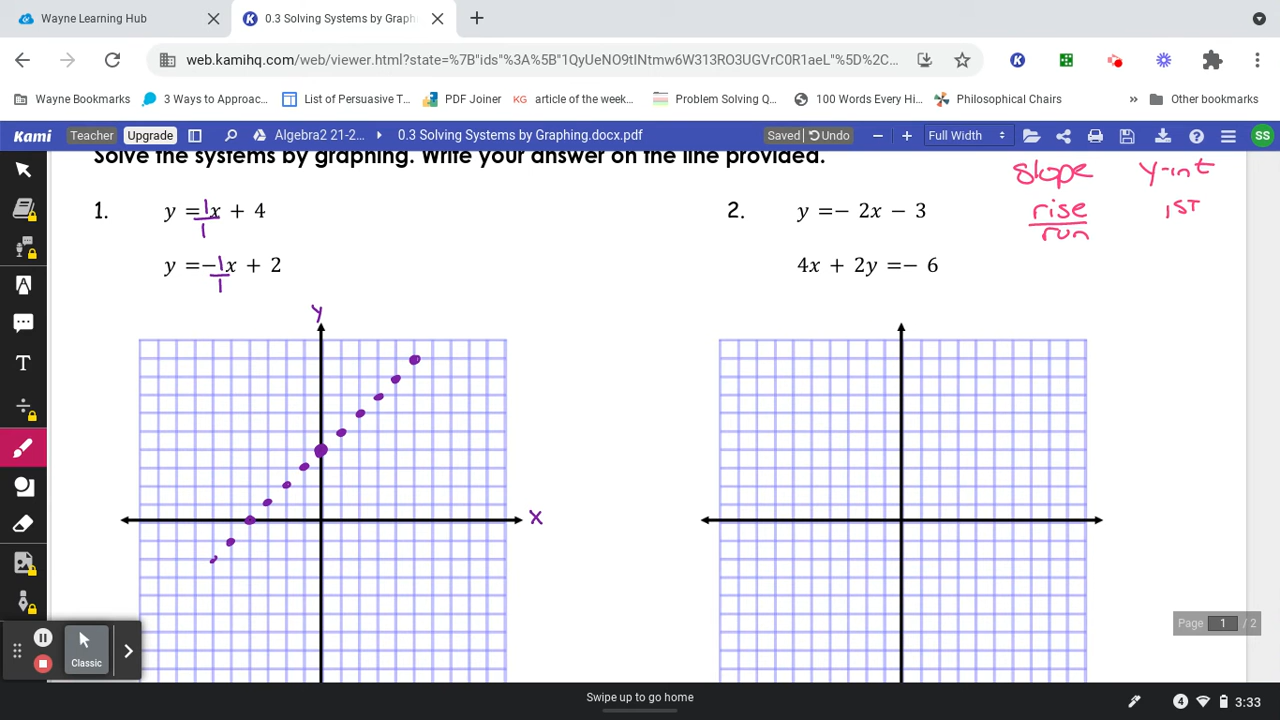 Wayne Learning Hub
0.3 Solving Systems by Graph
web.kamihq.com/web/viewer.html?state=%7B"ids"%3A%5B"1QyUeNO9tINtmw6W313RO3UGVrC0R1aeL"%5D%2C...
Wayne Bookmarks
3 Ways to Approac...
List of Persuasive T...
PDF Joiner
KG article of the week...
Problem Solving Q...
100 Words Every Hi...
Philosophical Chairs
»
Other bookmarks
Kami Teacher Upgrade Algebra2 21-2... 0.3 Solving Systems by Graphing.docx.pdf Saved Undo − + Full Width SS
Solve the systems by graphing. Write your answer on the line provided.
slope y-int
rise/run 1ST
1. y = 1/1 x + 4
y = −1/1 x + 2
2. y =− 2x − 3
4x + 2y =− 6
y
x
Page 1 / 2
Classic
Swipe up to go home
4 3:33